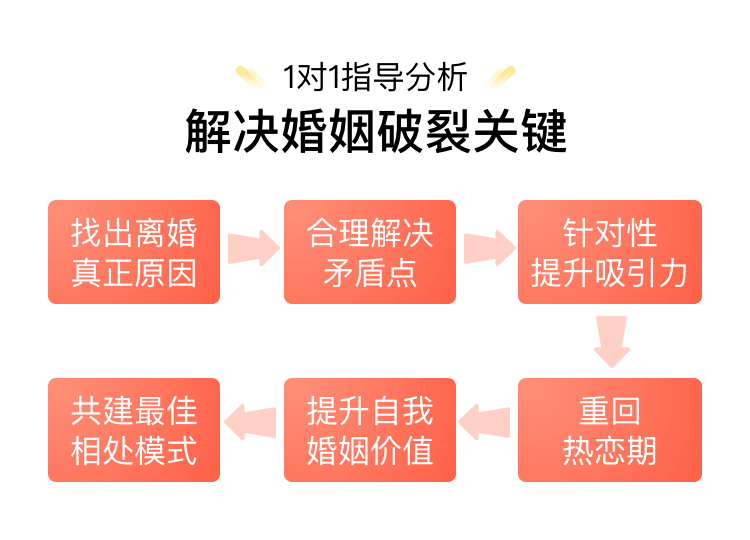 1对1指导分析
解决婚姻破裂关键
找出离婚
真正原因
合理解决
矛盾点
针对性
提升吸引力
重回
热恋期
提升自我
婚姻价值
共建最佳
相处模式